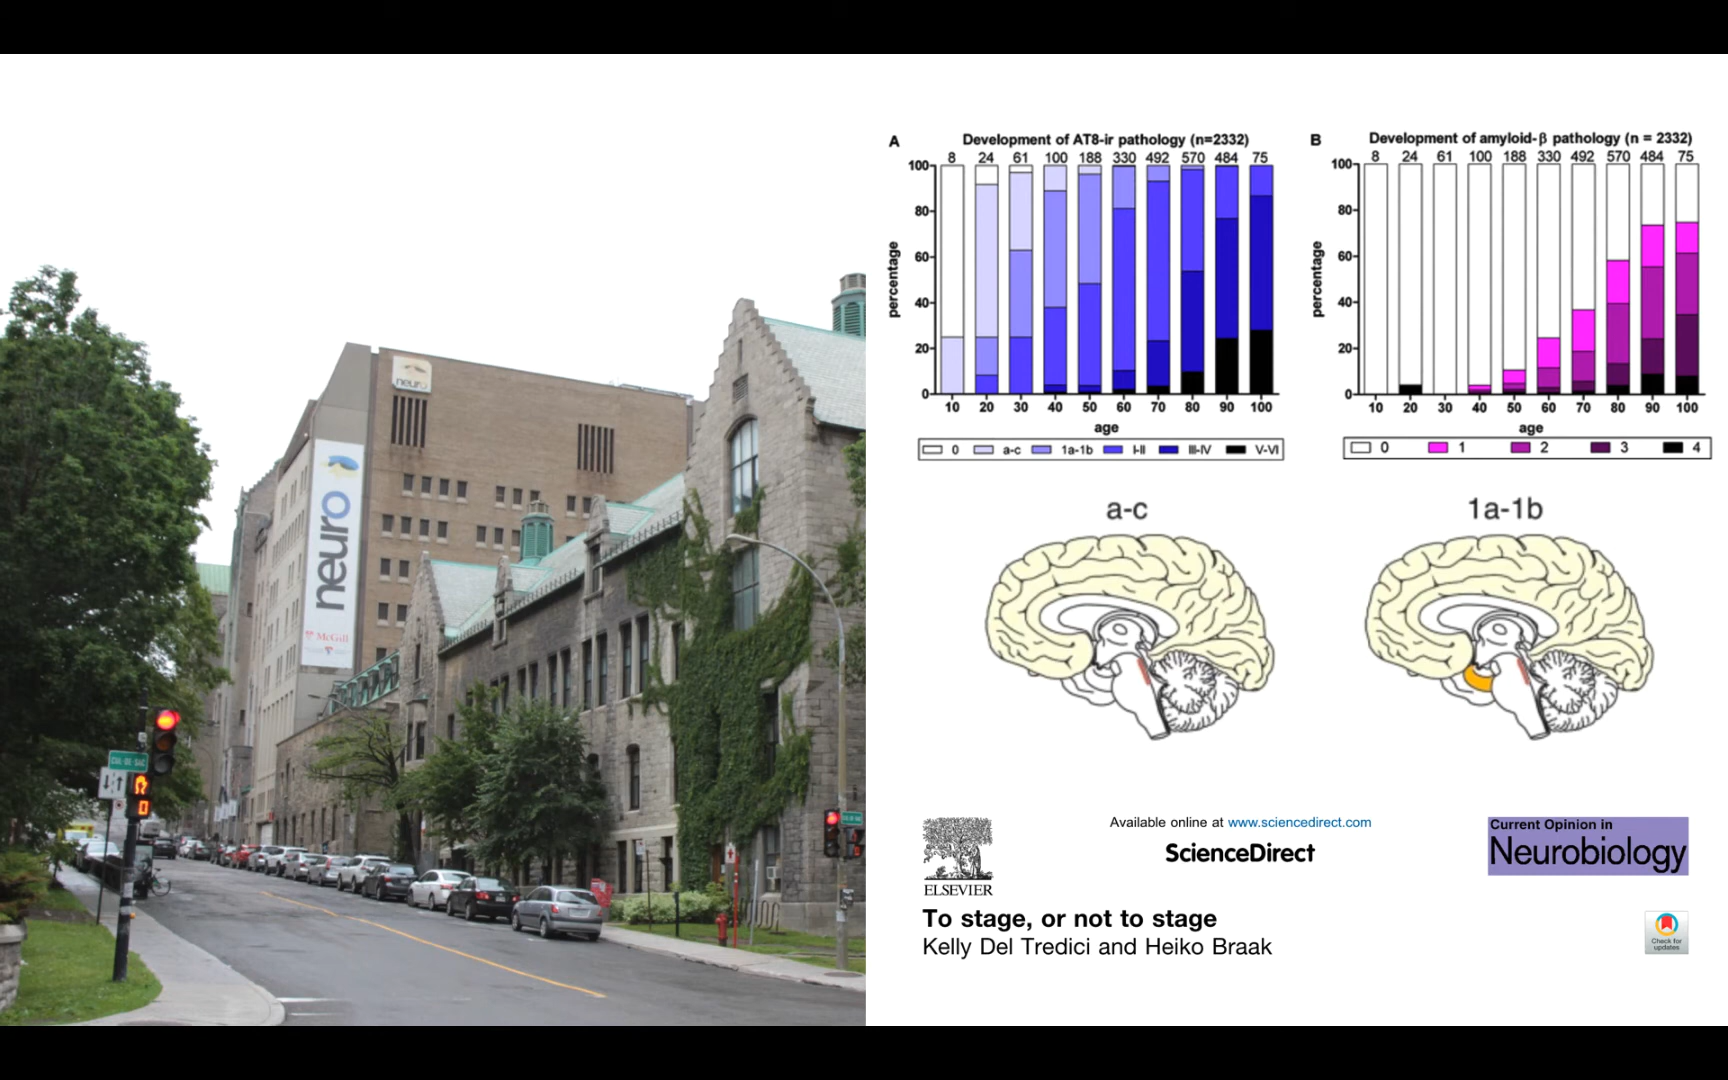 neuro
neuro
McGill
CUL-DE-SAC
A
Development of AT8-ir pathology (n=2332)
8 24 61 100 188 330 492 570 484 75
100
80
60
40
20
0
percentage
10 20 30 40 50 60 70 80 90 100
age
0 a-c 1a-1b I-II III-IV V-VI
B
Development of amyloid-β pathology (n = 2332)
8 24 61 100 188 330 492 570 484 75
100
80
60
40
20
0
percentage
10 20 30 40 50 60 70 80 90 100
age
0 1 2 3 4
a-c
1a-1b
ELSEVIER
Available online at www.sciencedirect.com
ScienceDirect
Current Opinion in
Neurobiology
To stage, or not to stage
Kelly Del Tredici and Heiko Braak
Check for
updates